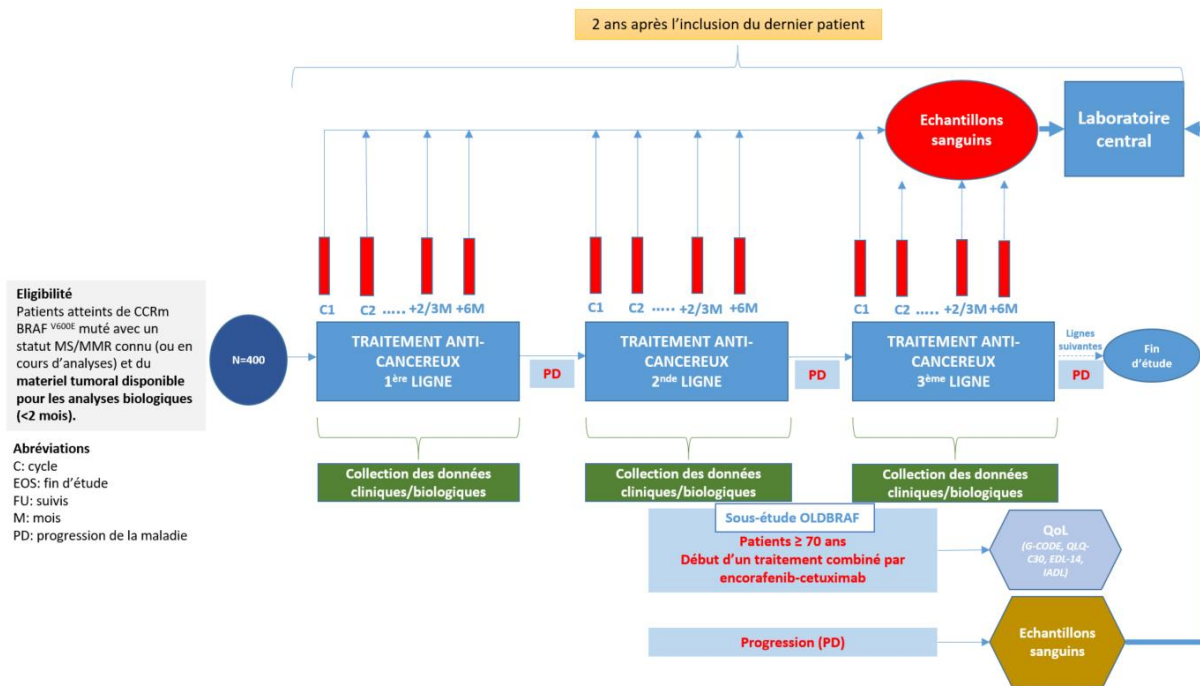 2 ans après l'inclusion du dernier patient
Echantillons
sanguins
Laboratoire
central
C1 C2 ..... +2/3M +6M
C1 C2 ..... +2/3M +6M
C1 C2 ..... +2/3M +6M
Eligibilité
Patients atteints de CCRm
BRAF V600E muté avec un
statut MS/MMR connu (ou en
cours d'analyses) et du
materiel tumoral disponible
pour les analyses biologiques
(<2 mois).
Abréviations
C: cycle
EOS: fin d'étude
FU: suivis
M: mois
PD: progression de la maladie
N=400
TRAITEMENT ANTI-
CANCEREUX
1ère LIGNE
PD
TRAITEMENT ANTI-
CANCEREUX
2nde LIGNE
PD
TRAITEMENT ANTI-
CANCEREUX
3ème LIGNE
Lignes
suivantes
PD
Fin
d'étude
Collection des données
cliniques/biologiques
Collection des données
cliniques/biologiques
Collection des données
cliniques/biologiques
Sous-étude OLDBRAF
Patients ≥ 70 ans
Début d'un traitement combiné par
encorafenib-cetuximab
QoL
(G-CODE, QLQ-
C30, EDL-14,
IADL)
Progression (PD)
Echantillons
sanguins